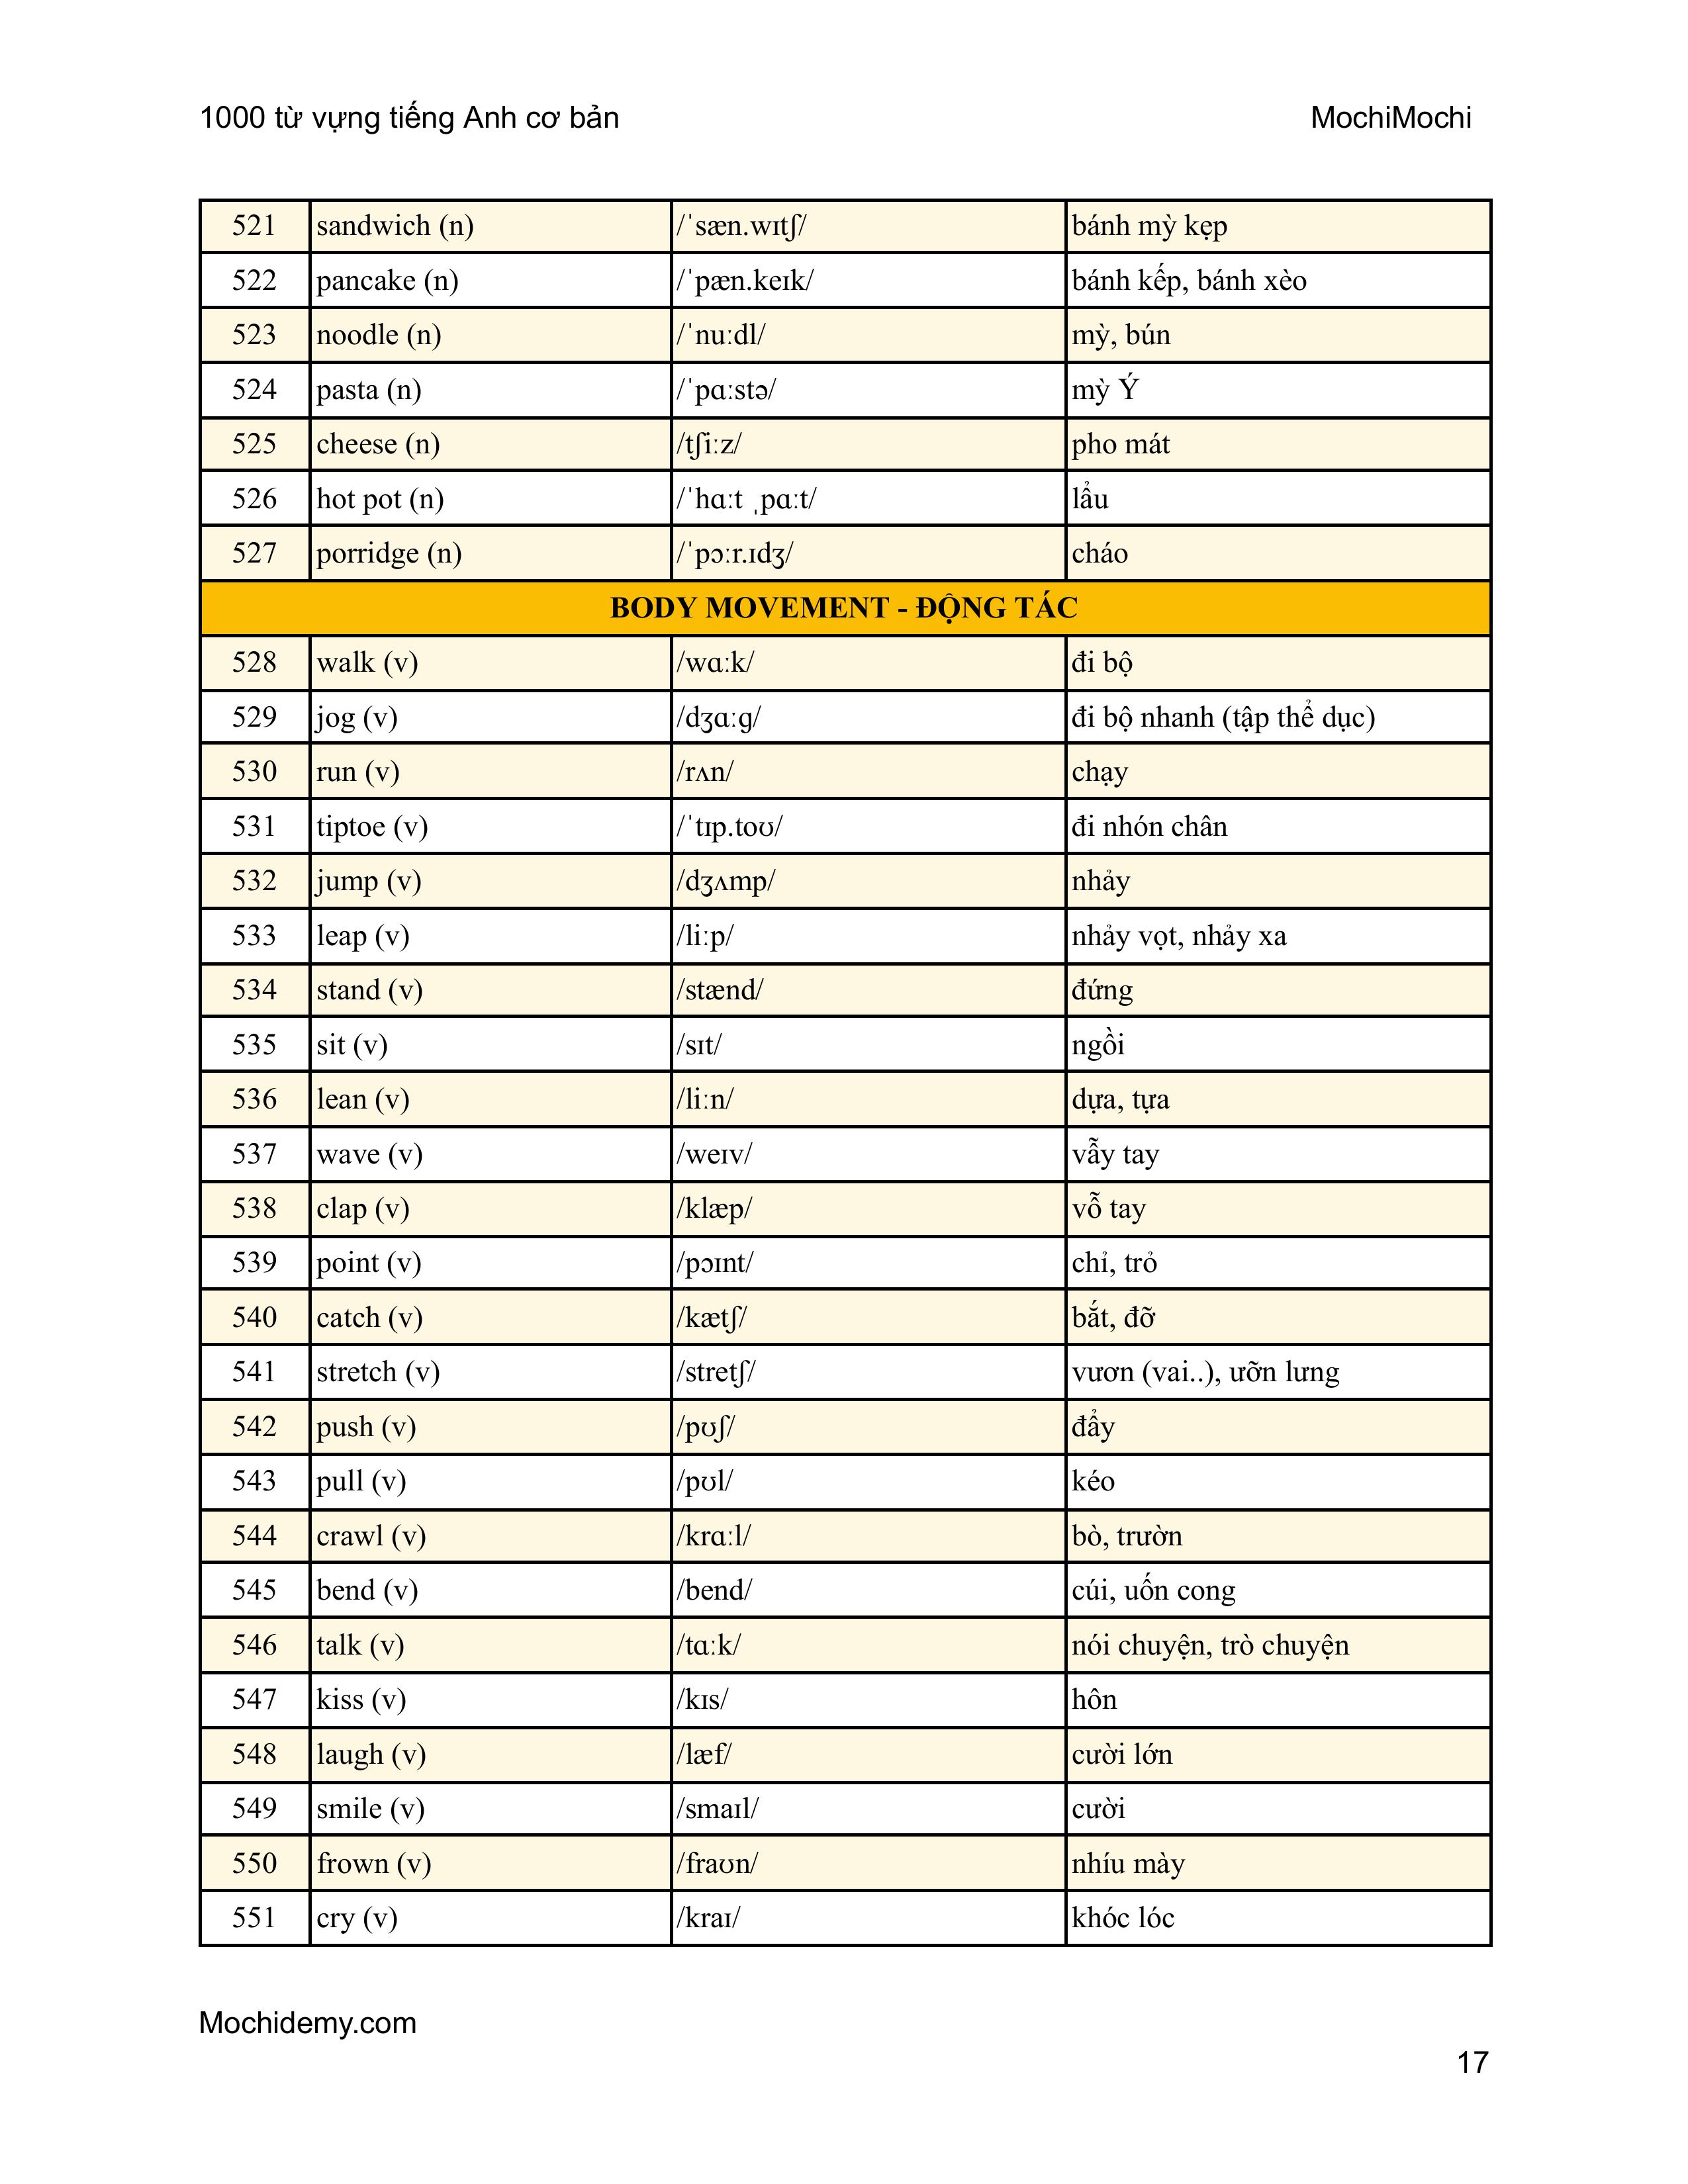 1000 từ vựng tiếng Anh cơ bản MochiMochi
521 sandwich (n) /ˈsæn.wɪtʃ/ bánh mỳ kẹp
522 pancake (n) /ˈpæn.keɪk/ bánh kếp, bánh xèo
523 noodle (n) /ˈnuːdl/ mỳ, bún
524 pasta (n) /ˈpɑːstə/ mỳ Ý
525 cheese (n) /tʃiːz/ pho mát
526 hot pot (n) /ˈhɑːt ˌpɑːt/ lẩu
527 porridge (n) /ˈpɔːr.ɪdʒ/ cháo
BODY MOVEMENT - ĐỘNG TÁC
528 walk (v) /wɑːk/ đi bộ
529 jog (v) /dʒɑːɡ/ đi bộ nhanh (tập thể dục)
530 run (v) /rʌn/ chạy
531 tiptoe (v) /ˈtɪp.toʊ/ đi nhón chân
532 jump (v) /dʒʌmp/ nhảy
533 leap (v) /liːp/ nhảy vọt, nhảy xa
534 stand (v) /stænd/ đứng
535 sit (v) /sɪt/ ngồi
536 lean (v) /liːn/ dựa, tựa
537 wave (v) /weɪv/ vẫy tay
538 clap (v) /klæp/ vỗ tay
539 point (v) /pɔɪnt/ chỉ, trỏ
540 catch (v) /kætʃ/ bắt, đỡ
541 stretch (v) /stretʃ/ vươn (vai..), ưỡn lưng
542 push (v) /pʊʃ/ đẩy
543 pull (v) /pʊl/ kéo
544 crawl (v) /krɑːl/ bò, trườn
545 bend (v) /bend/ cúi, uốn cong
546 talk (v) /tɑːk/ nói chuyện, trò chuyện
547 kiss (v) /kɪs/ hôn
548 laugh (v) /læf/ cười lớn
549 smile (v) /smaɪl/ cười
550 frown (v) /fraʊn/ nhíu mày
551 cry (v) /kraɪ/ khóc lóc
Mochidemy.com
17